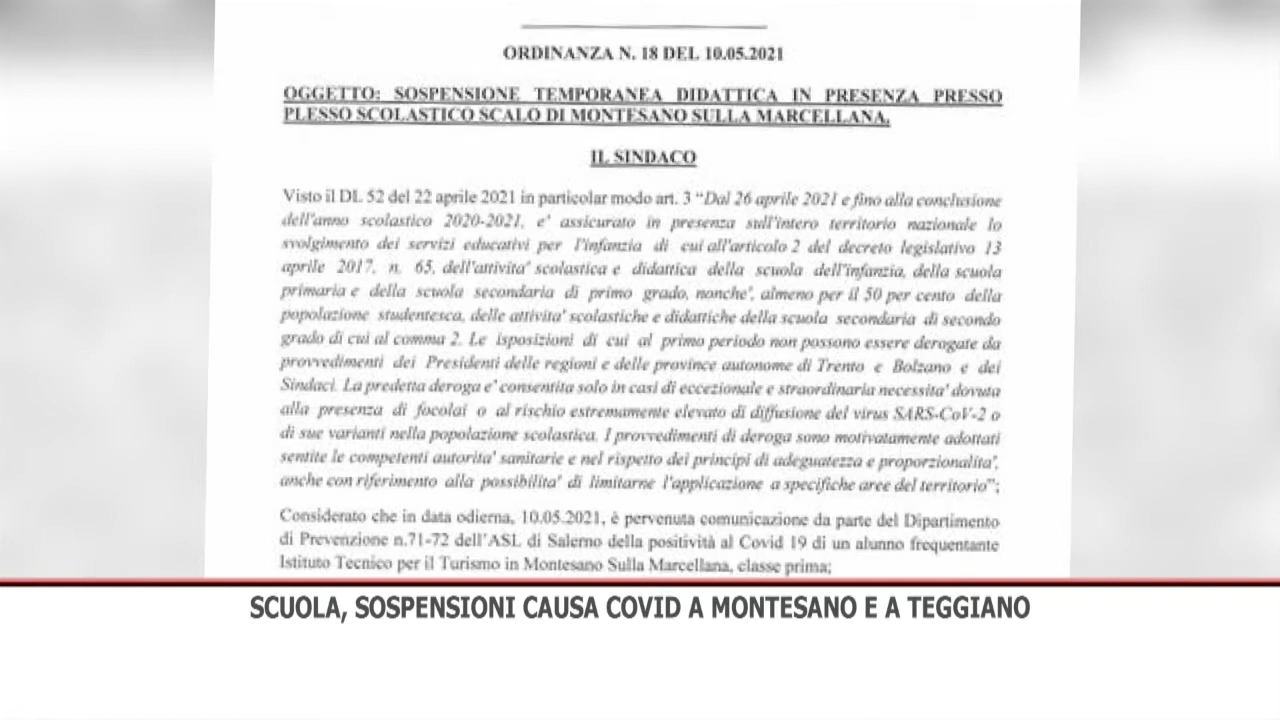 ORDINANZA N. 18 DEL 10.05.2021
OGGETTO: SOSPENSIONE TEMPORANEA DIDATTICA IN PRESENZA PRESSO
PLESSO SCOLASTICO SCALO DI MONTESANO SULLA MARCELLANA.
IL SINDACO
Visto il DL 52 del 22 aprile 2021 in particolar modo art. 3 "Dal 26 aprile 2021 e fino alla conclusione
dell'anno scolastico 2020-2021, e' assicurato in presenza sull'intero territorio nazionale lo
svolgimento dei servizi educativi per l'infanzia di cui all'articolo 2 del decreto legislativo 13
aprile 2017, n. 65, dell'attivita' scolastica e didattica della scuola dell'infanzia, della scuola
primaria e della scuola secondaria di primo grado, nonche', almeno per il 50 per cento della
popolazione studentesca, delle attivita' scolastiche e didattiche della scuola secondaria di secondo
grado di cui al comma 2. Le isposizioni di cui al primo periodo non possono essere derogate da
provvedimenti dei Presidenti delle regioni e delle province autonome di Trento e Bolzano e dei
Sindaci. La predetta deroga e' consentita solo in casi di eccezionale e straordinaria necessita' dovuta
alla presenza di focolai o al rischio estremamente elevato di diffusione del virus SARS-CoV-2 o
di sue varianti nella popolazione scolastica. I provvedimenti di deroga sono motivatamente adottati
sentite le competenti autorita' sanitarie e nel rispetto dei principi di adeguatezza e proporzionalita',
anche con riferimento alla possibilita' di limitarne l'applicazione a specifiche aree del territorio";
Considerato che in data odierna, 10.05.2021, è pervenuta comunicazione da parte del Dipartimento
di Prevenzione n.71-72 dell'ASL di Salerno della positività al Covid 19 di un alunno frequentante
Istituto Tecnico per il Turismo in Montesano Sulla Marcellana, classe prima;
SCUOLA, SOSPENSIONI CAUSA COVID A MONTESANO E A TEGGIANO